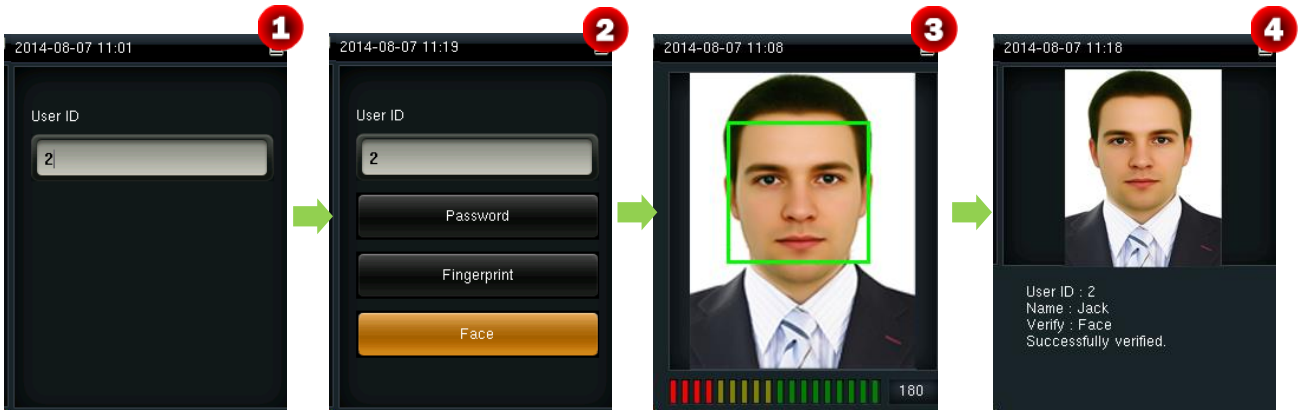 1
2014-08-07 11:01
User ID
2
2
2014-08-07 11:19
User ID
2
Password
Fingerprint
Face
3
2014-08-07 11:08
180
4
2014-08-07 11:18
User ID : 2
Name : Jack
Verify : Face
Successfully verified.